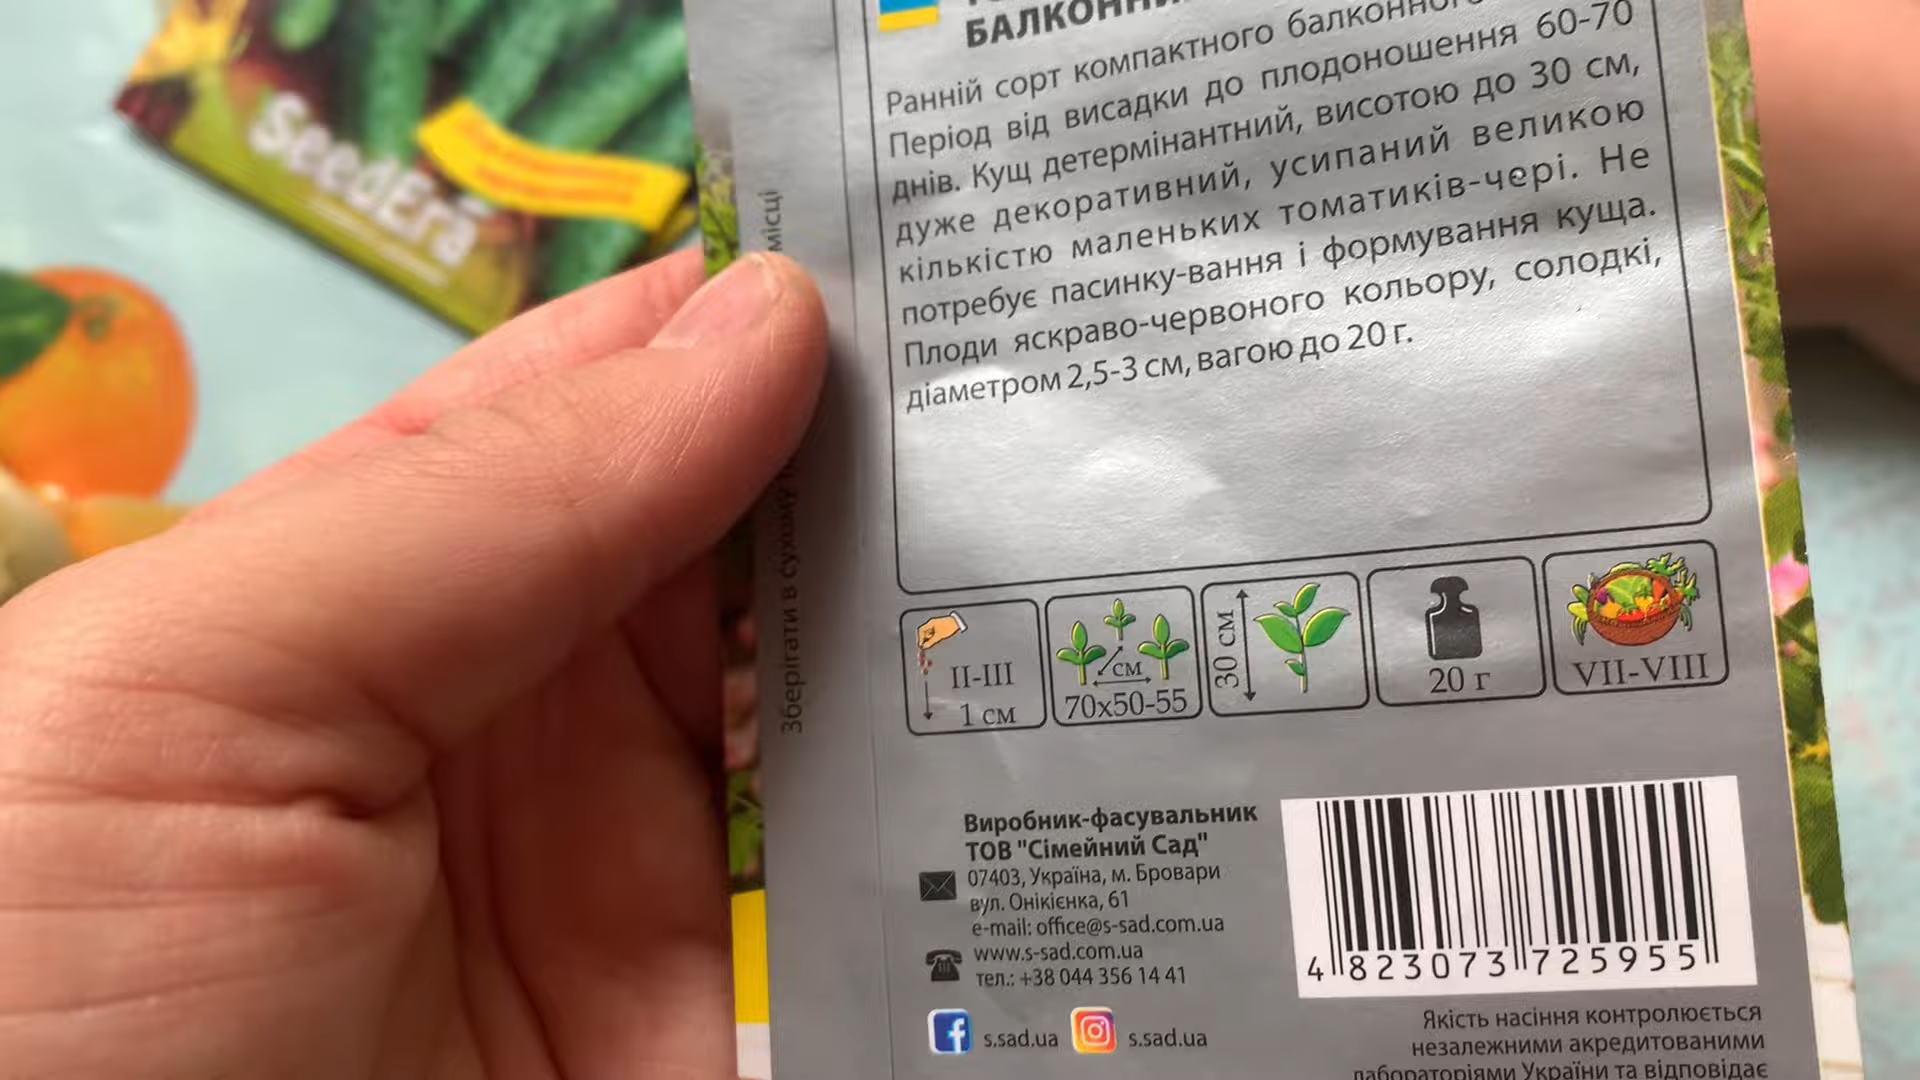 SeedEra
Ранній сорт компактного
Період від висадки до плодоношення 60-70
днів. Кущ детермінантний, висотою до 30 см,
дуже декоративний, усипаний великою
кількістю маленьких томатиків-чері. Не
потребує пасинку-вання і формування куща.
Плоди яскраво-червоного кольору, солодкі,
діаметром 2,5-3 см, вагою до 20 г.
Зберігати в сухому місці
II-III
1 см
см
70x50-55
30 см
20 г
VII-VIII
Виробник-фасувальник
ТОВ "Сімейний Сад"
07403, Україна, м. Бровари
вул. Онікієнка, 61
e-mail: office@s-sad.com.ua
www.s-sad.com.ua
тел.: +38 044 356 14 41
s.sad.ua
s.sad.ua
4 823073 725955
Якість насіння контролюється
незалежними акредитованими
лабораторіями України та відповідає